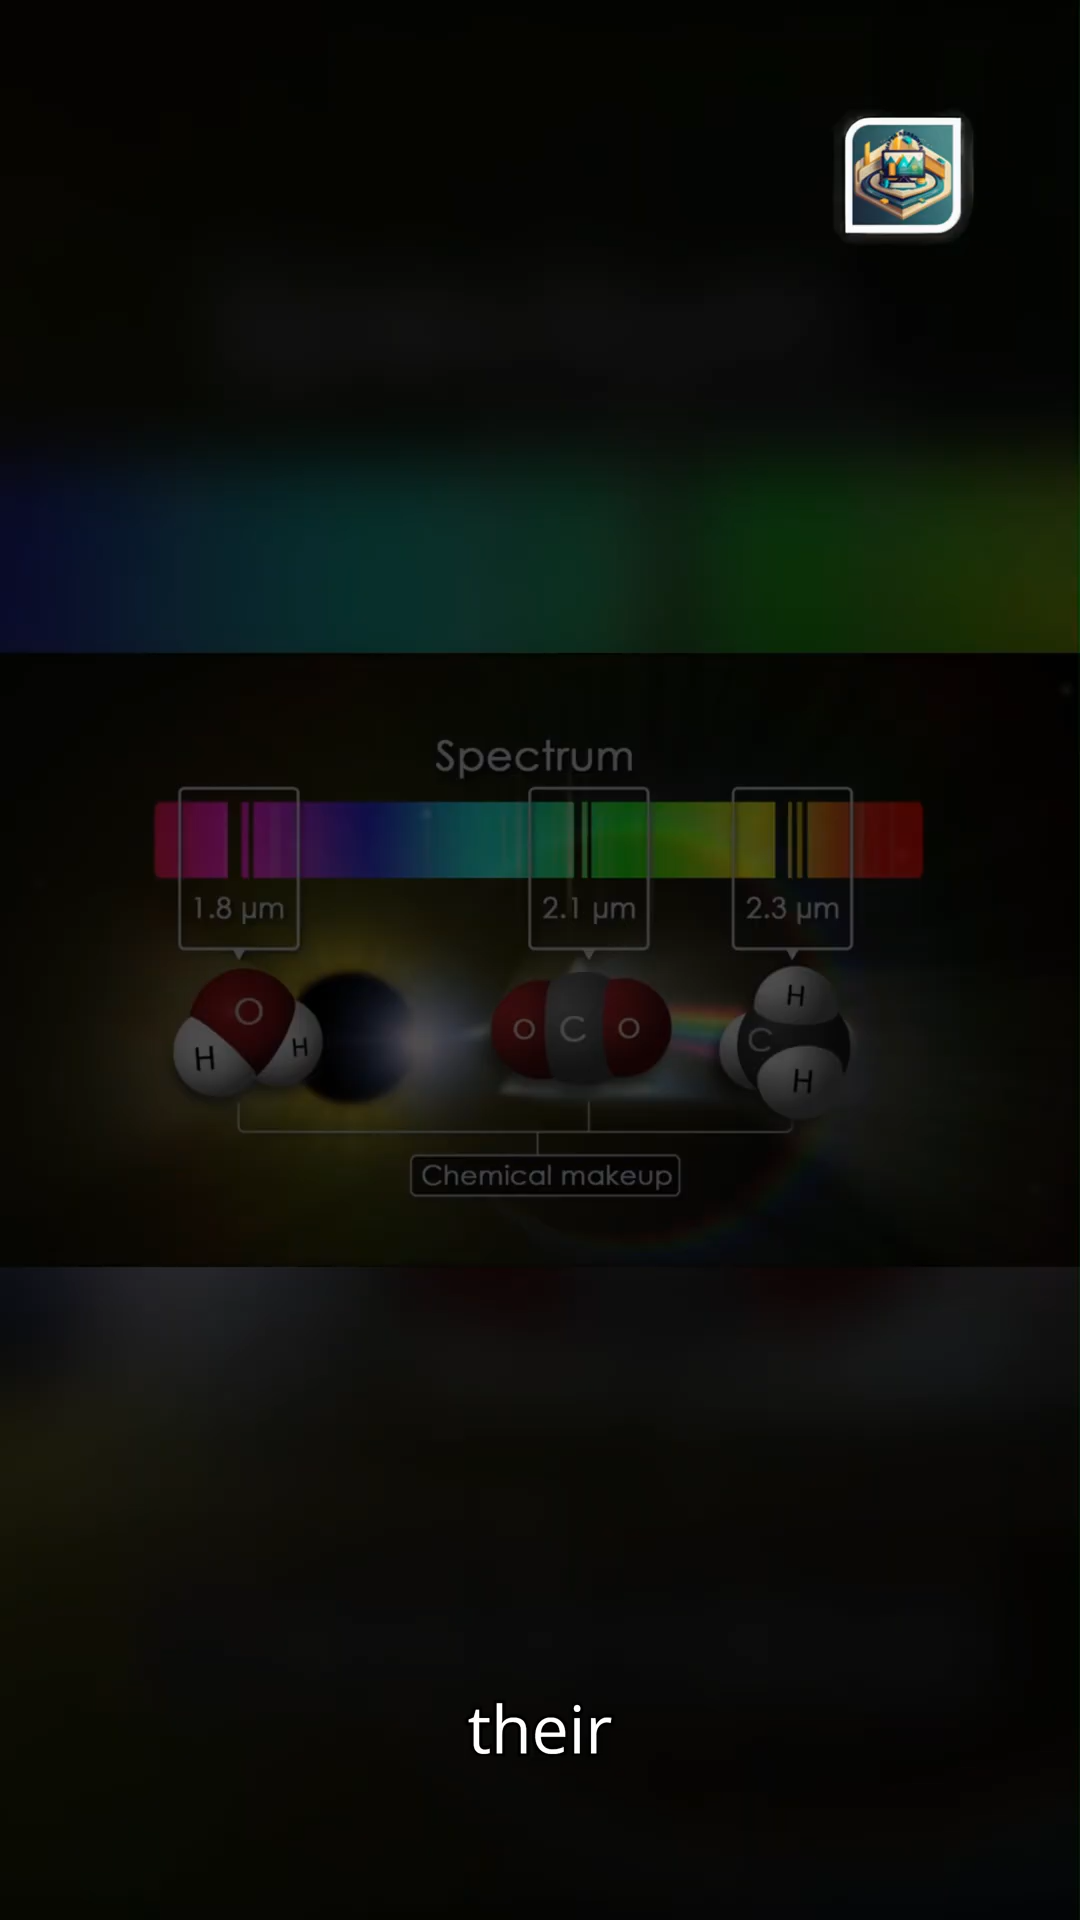 Spectrum
1.8 µm 2.1 µm 2.3 µm
O H H O C O H C H
Chemical makeup
their